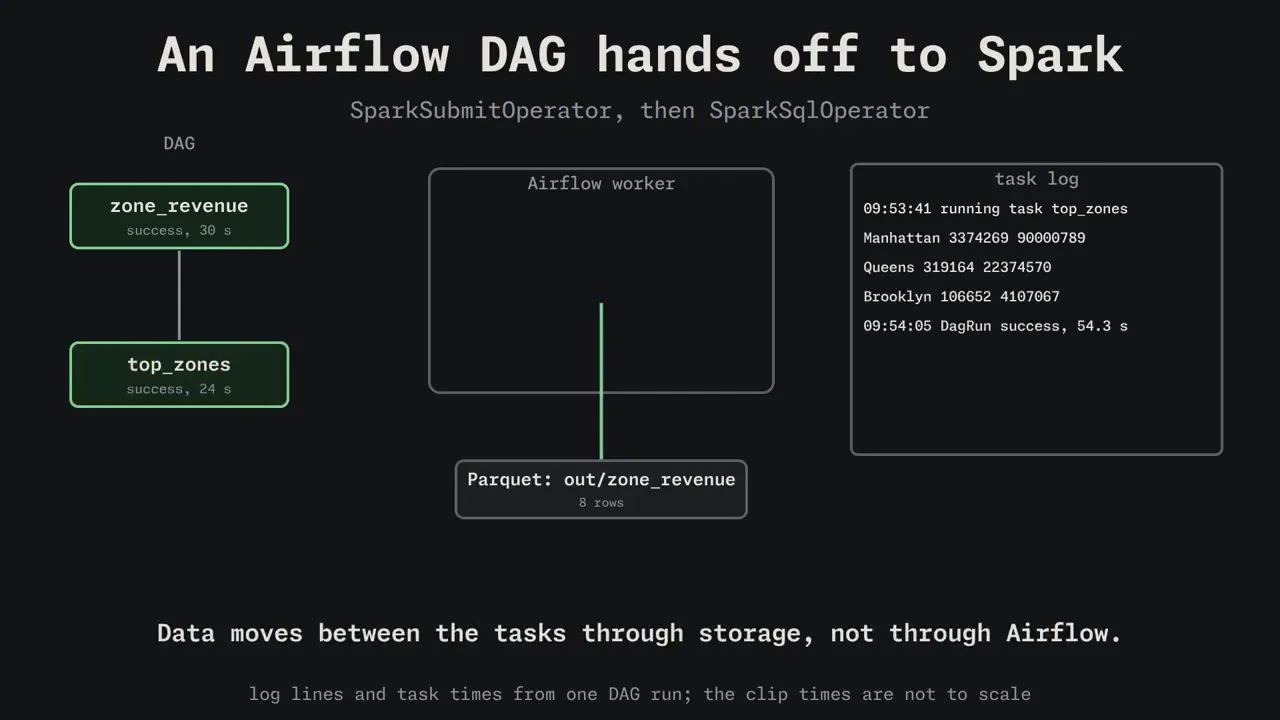 An Airflow DAG hands off to Spark
SparkSubmitOperator, then SparkSqlOperator
DAG
zone_revenue
success, 30 s
top_zones
success, 24 s
Airflow worker
Parquet: out/zone_revenue
8 rows
task log
09:53:41 running task top_zones
Manhattan 3374269 90000789
Queens 319164 22374570
Brooklyn 106652 4107067
09:54:05 DagRun success, 54.3 s
Data moves between the tasks through storage, not through Airflow.
log lines and task times from one DAG run; the clip times are not to scale